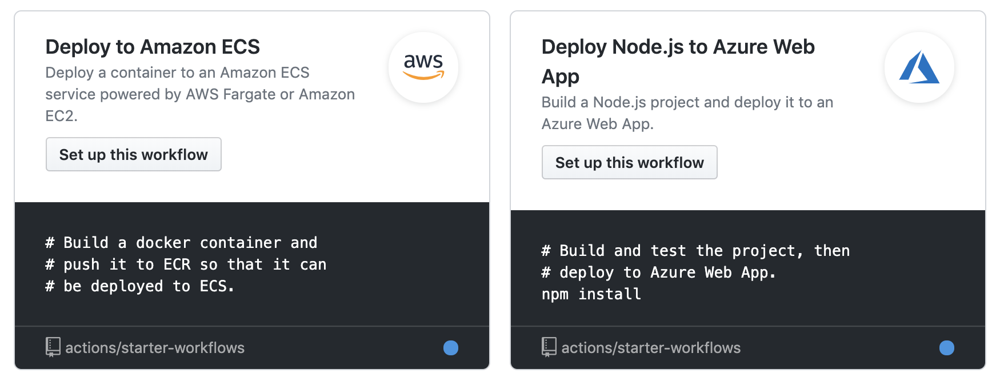 Deploy to Amazon ECS
Deploy a container to an Amazon ECS
service powered by AWS Fargate or Amazon
EC2.
aws
Set up this workflow
# Build a docker container and
# push it to ECR so that it can
# be deployed to ECS.
actions/starter-workflows
Deploy Node.js to Azure Web
App
Build a Node.js project and deploy it to an
Azure Web App.
Set up this workflow
# Build and test the project, then
# deploy to Azure Web App.
npm install
actions/starter-workflows